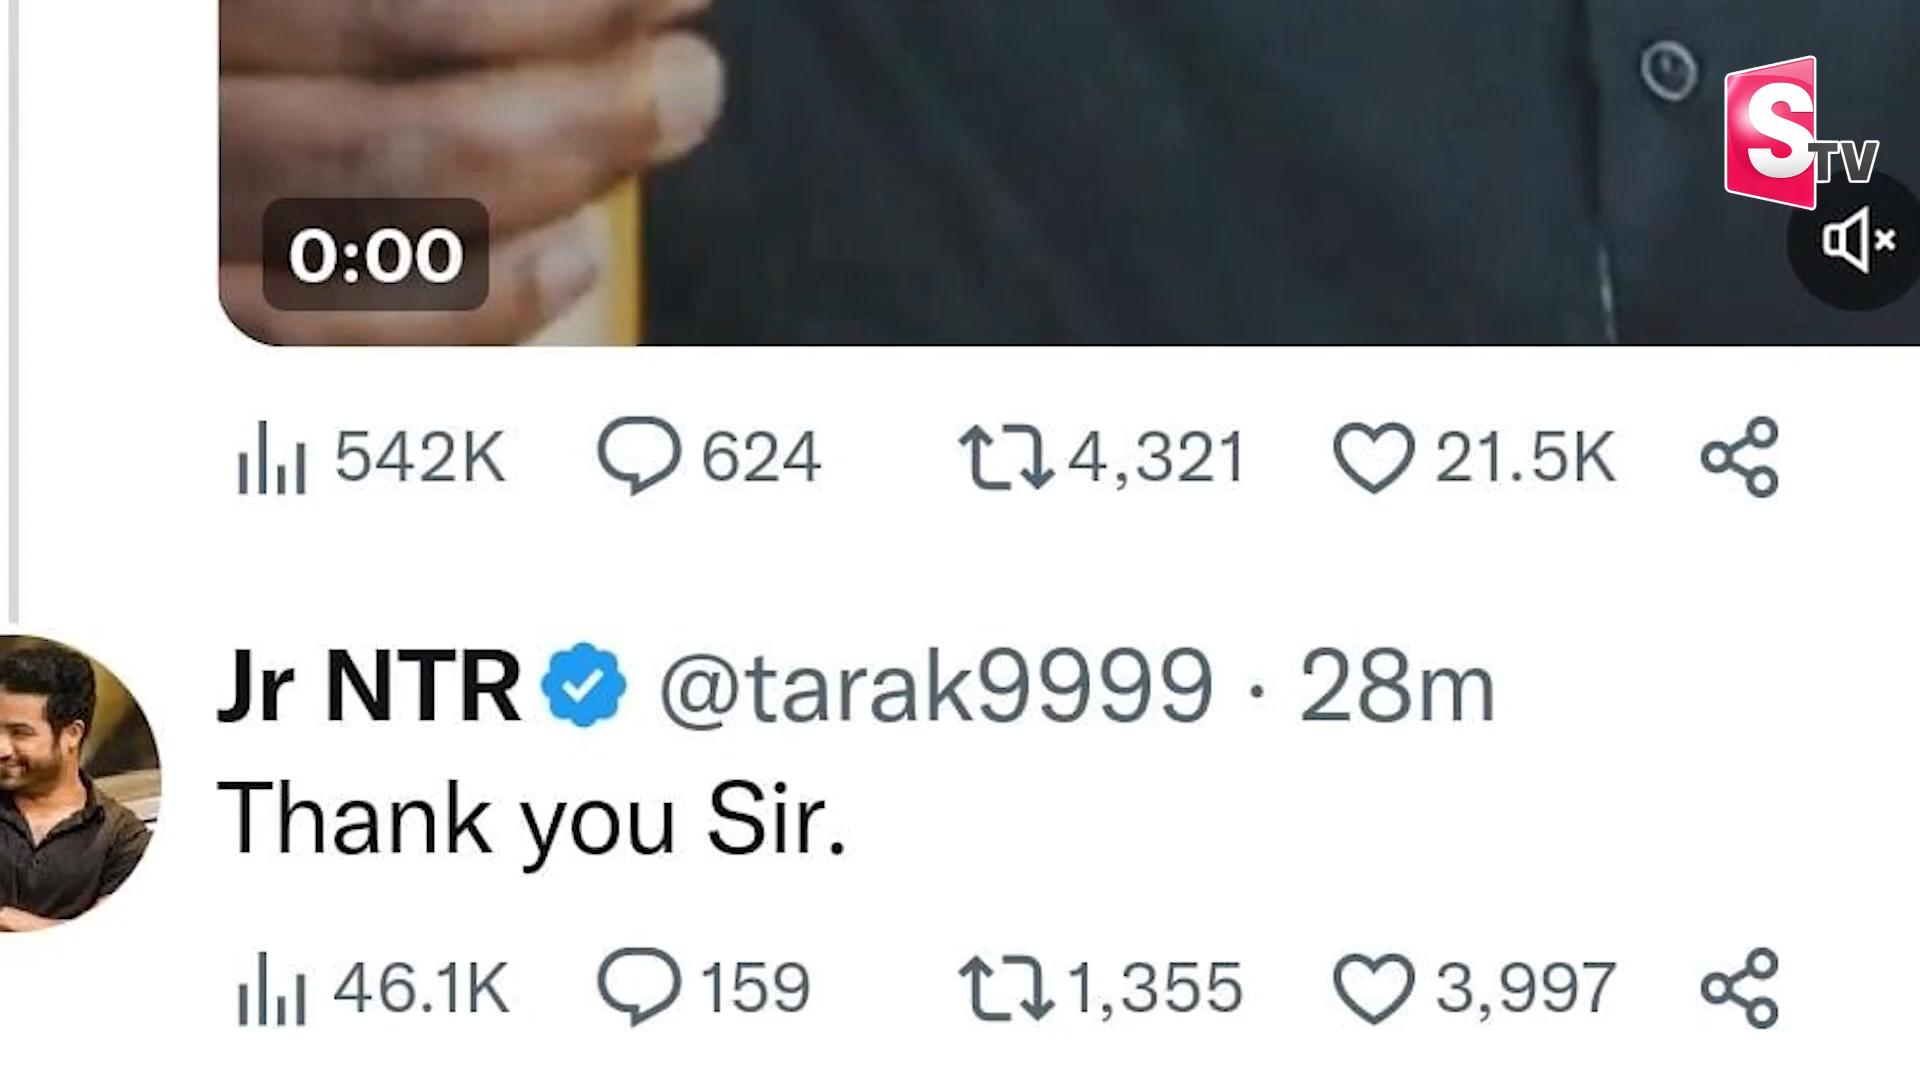 STV
0:00
542K 624 4,321 21.5K
Jr NTR @tarak9999 · 28m
Thank you Sir.
46.1K 159 1,355 3,997